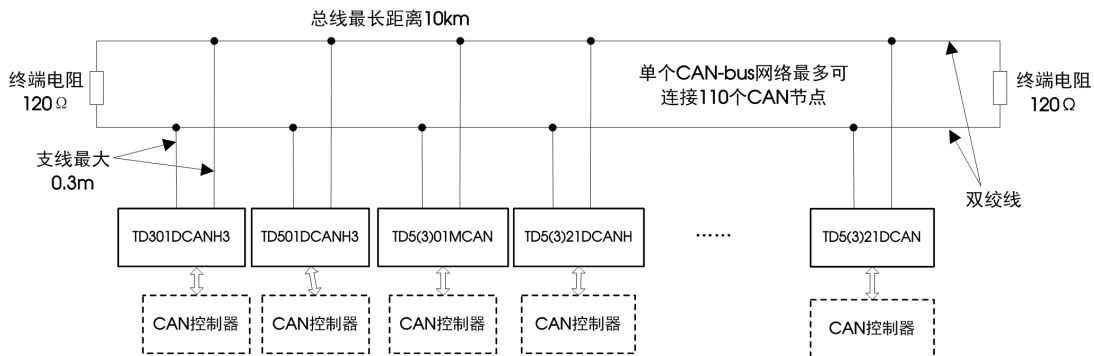 总线最长距离10km
终端电阻
120Ω
单个CAN-bus网络最多可
连接110个CAN节点
终端电阻
120Ω
支线最大
0.3m
双绞线
TD301DCANH3
TD501DCANH3
TD5(3)01MCAN
TD5(3)21DCANH
……
TD5(3)21DCAN
CAN控制器
CAN控制器
CAN控制器
CAN控制器
CAN控制器